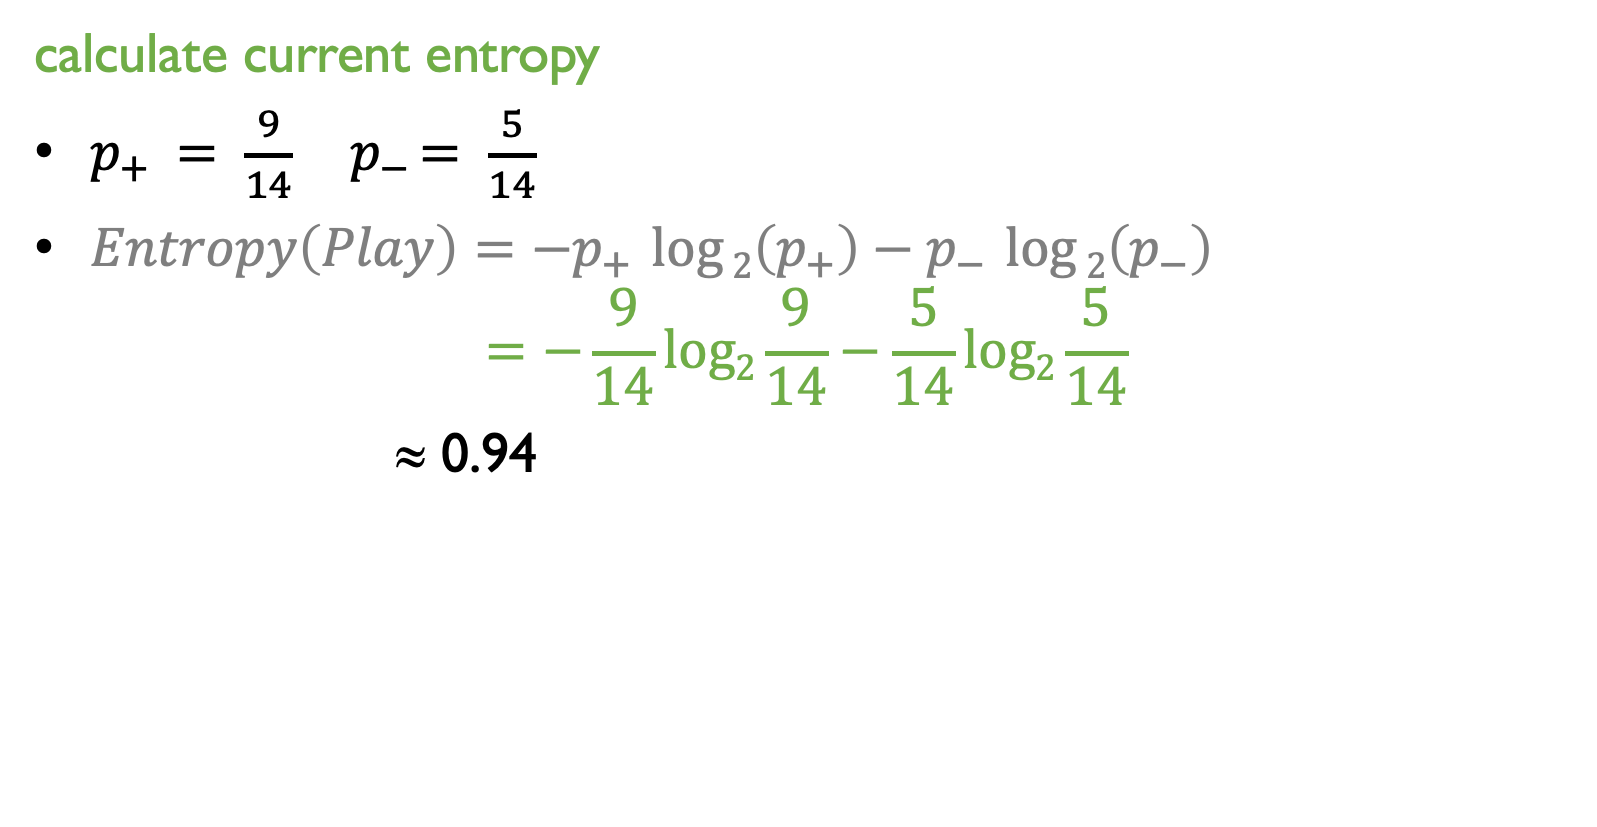 calculate current entropy
• p₊ = 9/14 p₋ = 5/14
• Entropy(Play) = −p₊ log₂(p₊) − p₋ log₂(p₋)
= − 9/14 log₂ 9/14 − 5/14 log₂ 5/14
≈ 0.94